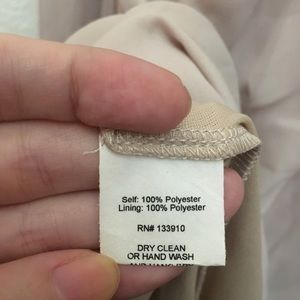 Self: 100% Polyester
Lining: 100% Polyester
RN# 133910
DRY CLEAN
OR HAND WASH